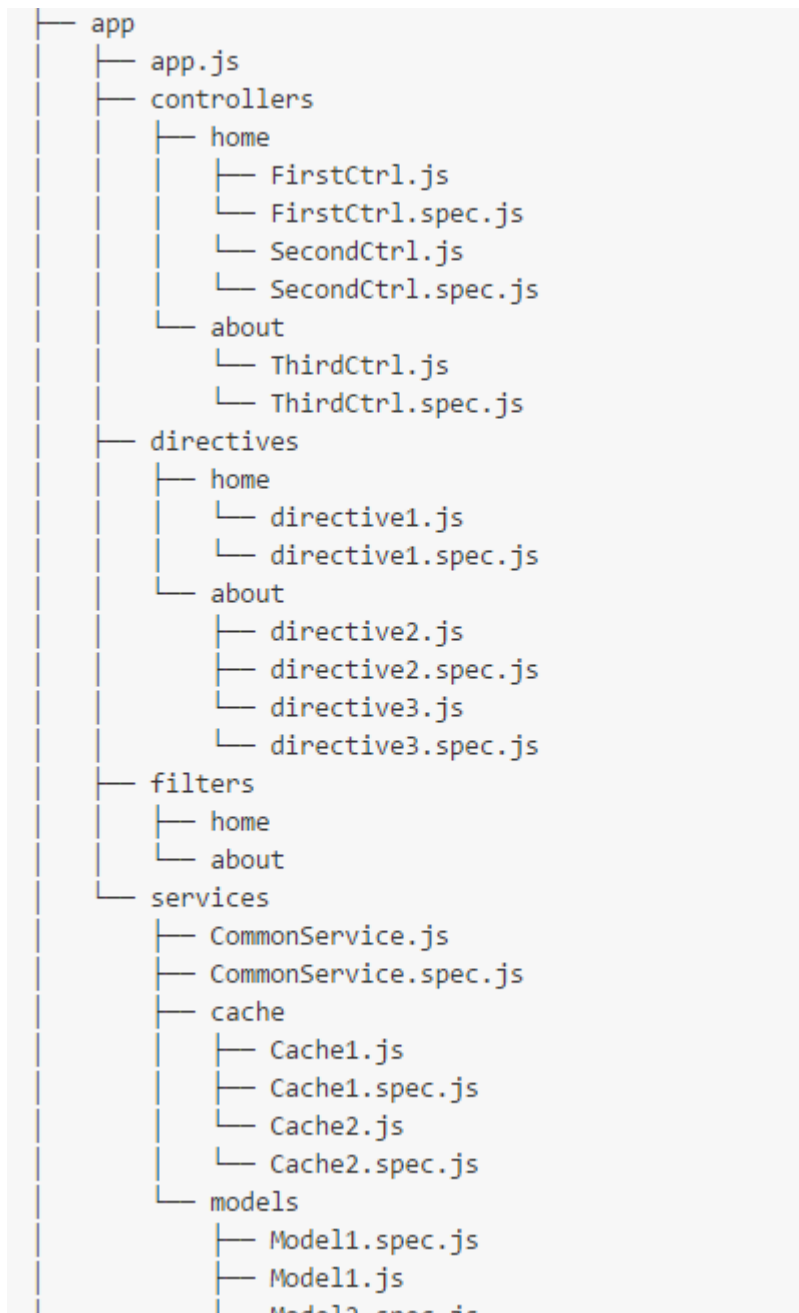 ├── app
│   ├── app.js
│   ├── controllers
│   │   ├── home
│   │   │   ├── FirstCtrl.js
│   │   │   └── FirstCtrl.spec.js
│   │   │   └── SecondCtrl.js
│   │   │   └── SecondCtrl.spec.js
│   │   └── about
│   │       └── ThirdCtrl.js
│   │       └── ThirdCtrl.spec.js
│   ├── directives
│   │   ├── home
│   │   │   └── directive1.js
│   │   │   └── directive1.spec.js
│   │   └── about
│   │       ├── directive2.js
│   │       ├── directive2.spec.js
│   │       └── directive3.js
│   │       └── directive3.spec.js
│   ├── filters
│   │   ├── home
│   │   └── about
│   └── services
│       ├── CommonService.js
│       ├── CommonService.spec.js
│       ├── cache
│       │   ├── Cache1.js
│       │   ├── Cache1.spec.js
│       │   └── Cache2.js
│       │   └── Cache2.spec.js
│       └── models
│           ├── Model1.spec.js
│           ├── Model1.js